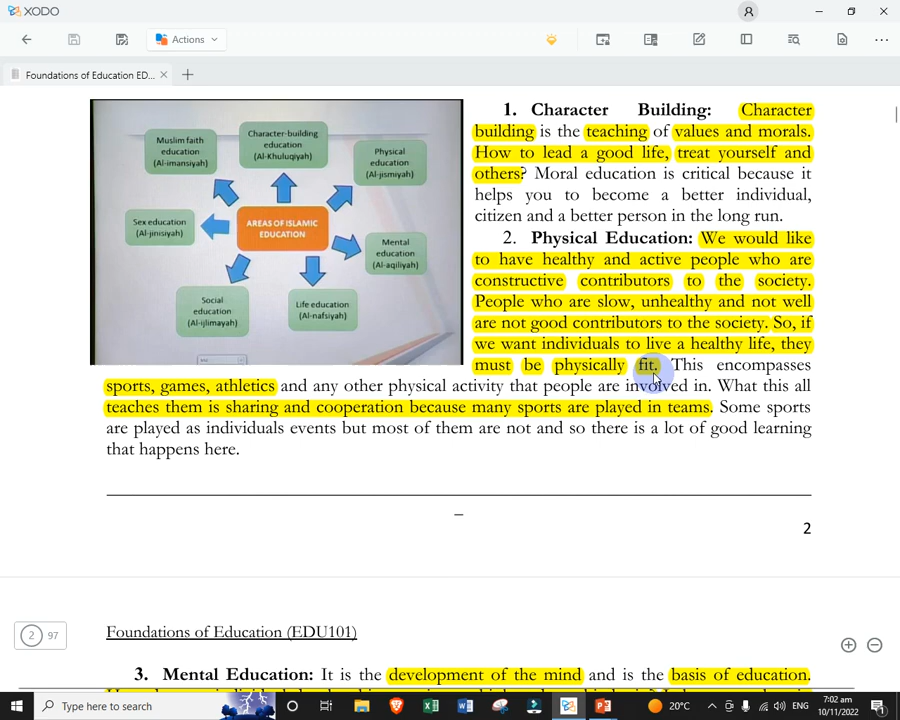 XODO
Actions
Foundations of Education ED...
Muslim faith
education
(Al-imansiyah)
Character-building
education
(Al-Khuluqiyah)
Physical
education
(Al-jismiyah)
Sex education
(Al-jinisiyah)
AREAS OF ISLAMIC
EDUCATION
Mental
education
(Al-aqiliyah)
Social
education
(Al-ijlimayah)
Life education
(Al-nafsiyah)
1. Character Building: Character
building is the teaching of values and morals.
How to lead a good life, treat yourself and
others? Moral education is critical because it
helps you to become a better individual,
citizen and a better person in the long run.
2. Physical Education: We would like
to have healthy and active people who are
constructive contributors to the society.
People who are slow, unhealthy and not well
are not good contributors to the society. So, if
we want individuals to live a healthy life, they
must be physically fit. This encompasses
sports, games, athletics and any other physical activity that people are involved in. What this all
teaches them is sharing and cooperation because many sports are played in teams. Some sports
are played as individuals events but most of them are not and so there is a lot of good learning
that happens here.
2
2 97
Foundations of Education (EDU101)
3. Mental Education: It is the development of the mind and is the basis of education.
Type here to search
20°C
ENG
7:02 am
10/11/2022
1